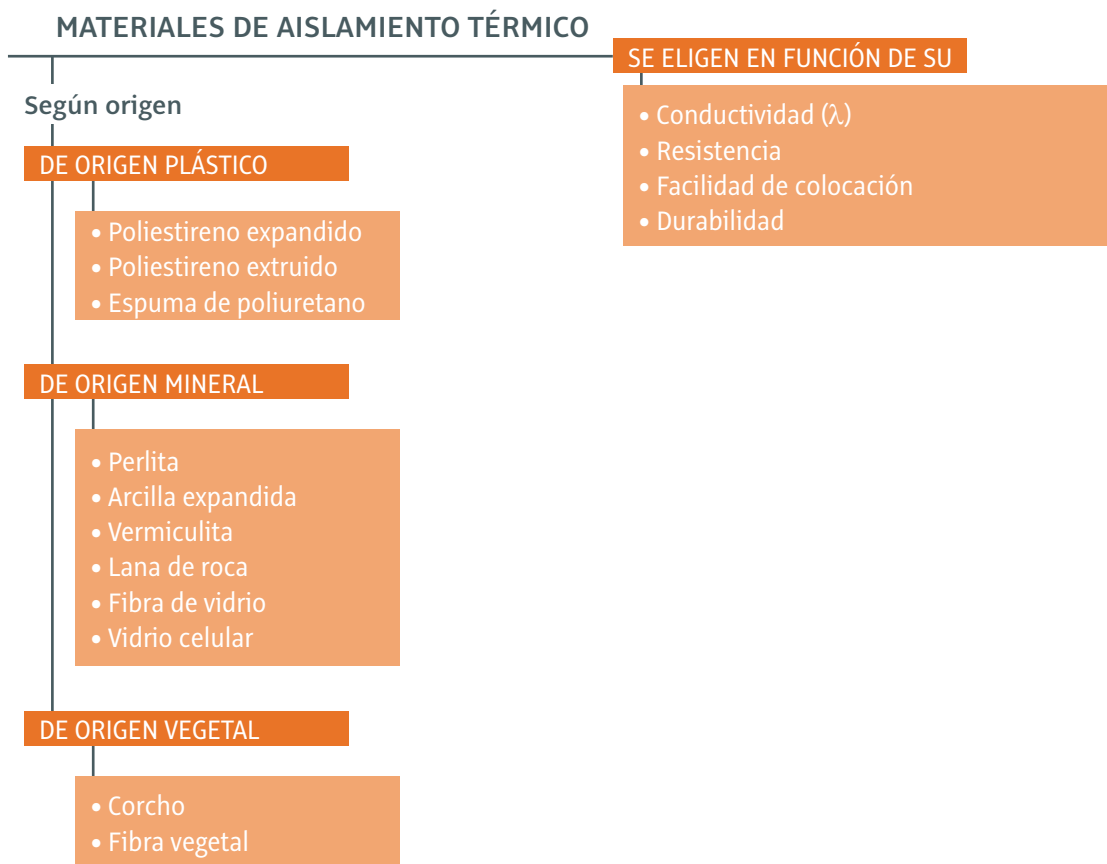 MATERIALES DE AISLAMIENTO TÉRMICO
SE ELIGEN EN FUNCIÓN DE SU
• Conductividad (λ)
• Resistencia
• Facilidad de colocación
• Durabilidad
Según origen
DE ORIGEN PLÁSTICO
• Poliestireno expandido
• Poliestireno extruido
• Espuma de poliuretano
DE ORIGEN MINERAL
• Perlita
• Arcilla expandida
• Vermiculita
• Lana de roca
• Fibra de vidrio
• Vidrio celular
DE ORIGEN VEGETAL
• Corcho
• Fibra vegetal